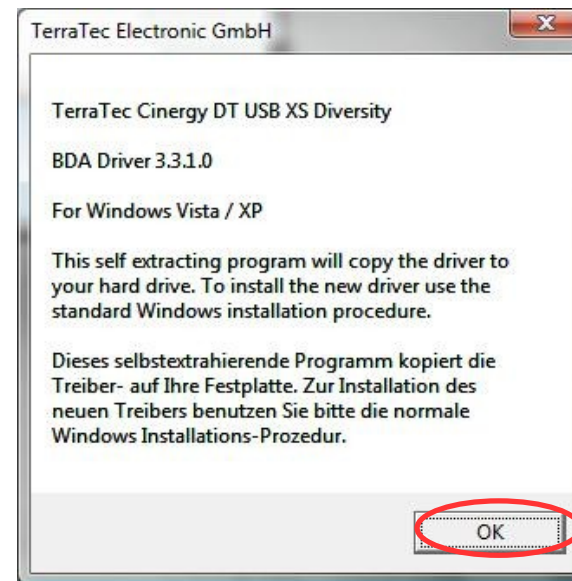 TerraTec Electronic GmbH
TerraTec Cinergy DT USB XS Diversity
BDA Driver 3.3.1.0
For Windows Vista / XP
This self extracting program will copy the driver to
your hard drive. To install the new driver use the
standard Windows installation procedure.
Dieses selbstextrahierende Programm kopiert die
Treiber- auf Ihre Festplatte. Zur Installation des
neuen Treibers benutzen Sie bitte die normale
Windows Installations-Prozedur.
OK